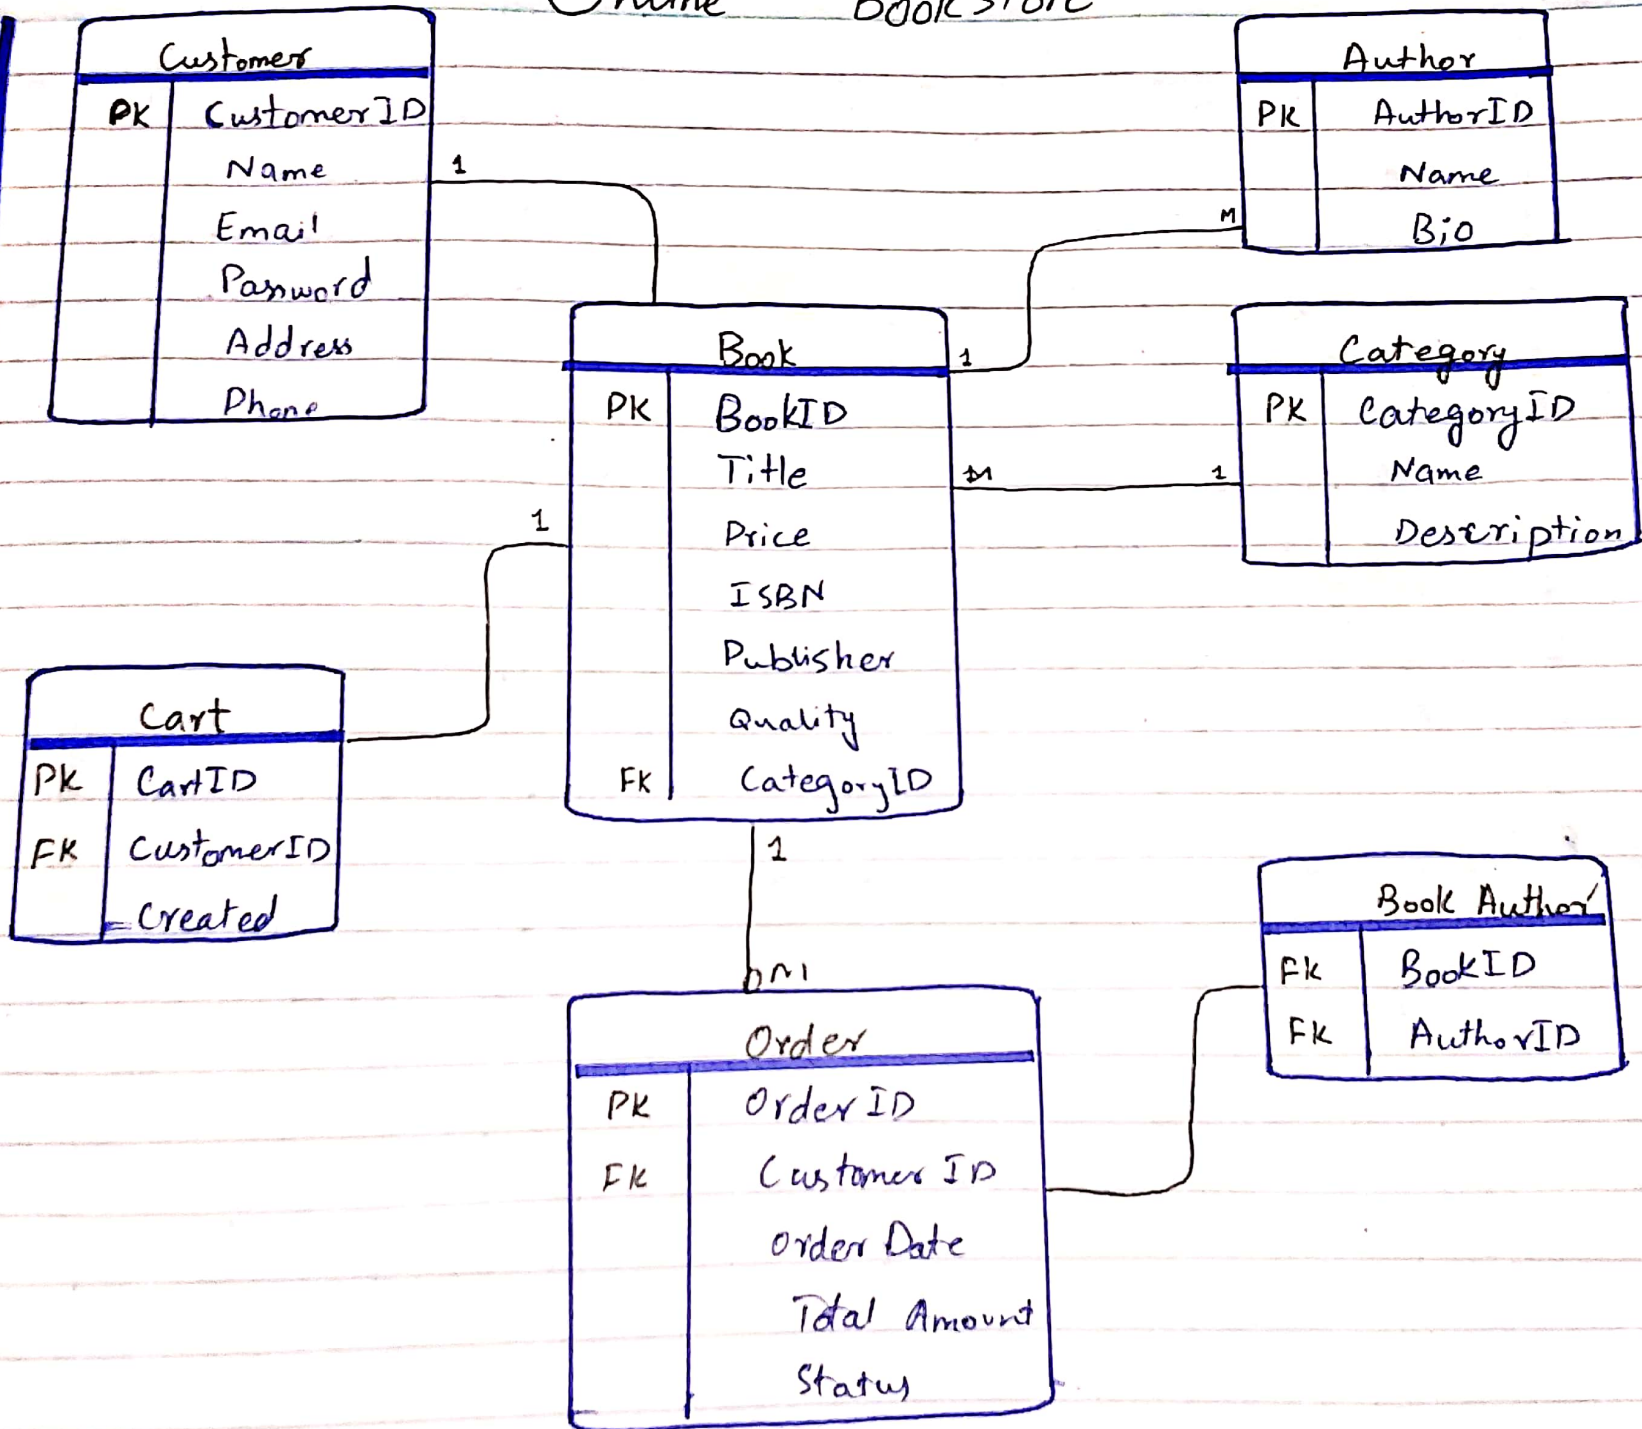 Online Bookstore
Customer
PK CustomerID
Name
Email
Password
Address
Phone
1
Author
PK AuthorID
Name
Bio
M
Book
PK BookID
Title
Price
ISBN
Publisher
Quality
FK CategoryID
1
M
1
1
Category
PK CategoryID
Name
Description
1
Cart
PK CartID
FK CustomerID
Created
M
Order
PK OrderID
FK Customer ID
Order Date
Total Amount
Status
Book Author
FK BookID
FK AuthorID